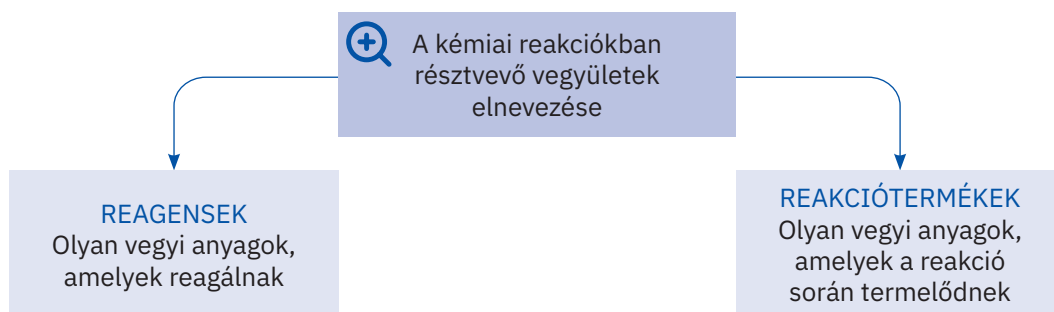 A kémiai reakciókban
résztvevő vegyületek
elnevezése
REAGENSEK
Olyan vegyi anyagok,
amelyek reagálnak
REAKCIÓTERMÉKEK
Olyan vegyi anyagok,
amelyek a reakció
során termelődnek